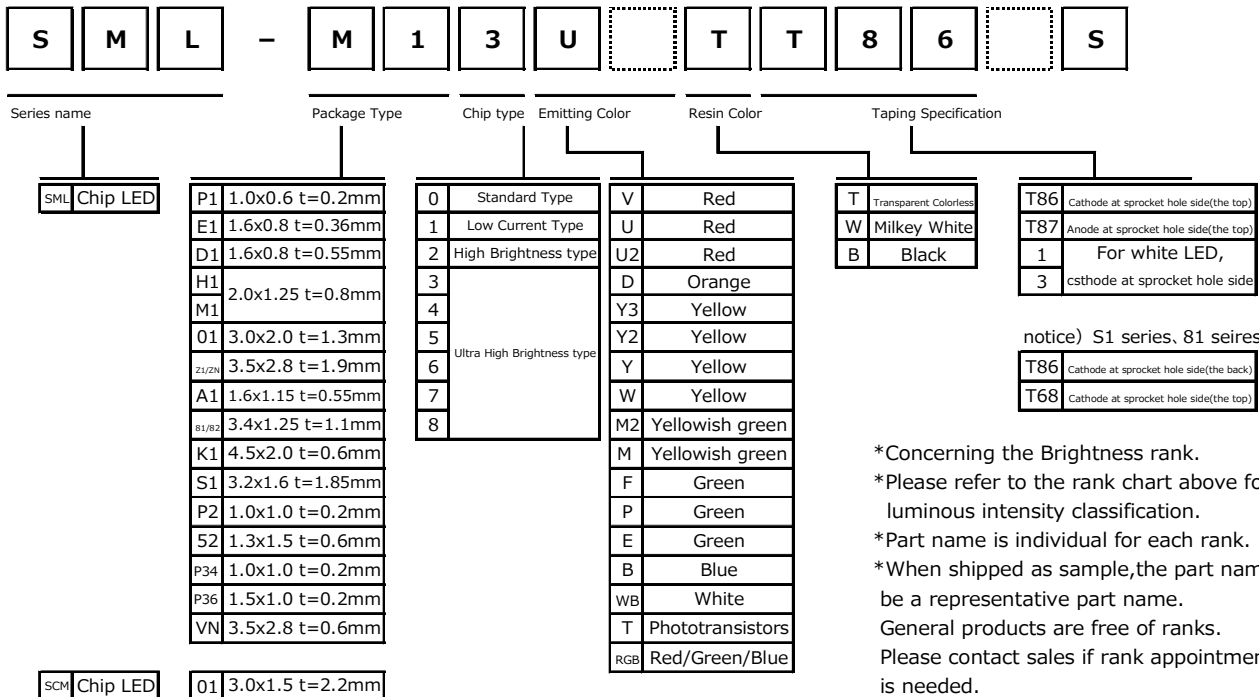 S M L – M 1 3 U T T 8 6 S
Series name Package Type Chip type Emitting Color Resin Color Taping Specification
SML Chip LED
P1 1.0x0.6 t=0.2mm
E1 1.6x0.8 t=0.36mm
D1 1.6x0.8 t=0.55mm
H1
M1 2.0x1.25 t=0.8mm
01 3.0x2.0 t=1.3mm
Z1/ZN 3.5x2.8 t=1.9mm
A1 1.6x1.15 t=0.55mm
81/82 3.4x1.25 t=1.1mm
K1 4.5x2.0 t=0.6mm
S1 3.2x1.6 t=1.85mm
P2 1.0x1.0 t=0.2mm
52 1.3x1.5 t=0.6mm
P34 1.0x1.0 t=0.2mm
P36 1.5x1.0 t=0.2mm
VN 3.5x2.8 t=0.6mm
SCM Chip LED
01 3.0x1.5 t=2.2mm
0 Standard Type
1 Low Current Type
2 High Brightness type
3
4
5
6
7
8
Ultra High Brightness type
V Red
U Red
U2 Red
D Orange
Y3 Yellow
Y2 Yellow
Y Yellow
W Yellow
M2 Yellowish green
M Yellowish green
F Green
P Green
E Green
B Blue
WB White
T Phototransistors
RGB Red/Green/Blue
T Transparent Colorless
W Milkey White
B Black
T86 Cathode at sprocket hole side(the top)
T87 Anode at sprocket hole side(the top)
1 For white LED,
3 csthode at sprocket hole side
notice) S1 series、81 seires
T86 Cathode at sprocket hole side(the back)
T68 Cathode at sprocket hole side(the top)
*Concerning the Brightness rank.
*Please refer to the rank chart above fo
luminous intensity classification.
*Part name is individual for each rank.
*When shipped as sample,the part nam
be a representative part name.
General products are free of ranks.
Please contact sales if rank appointmen
is needed.